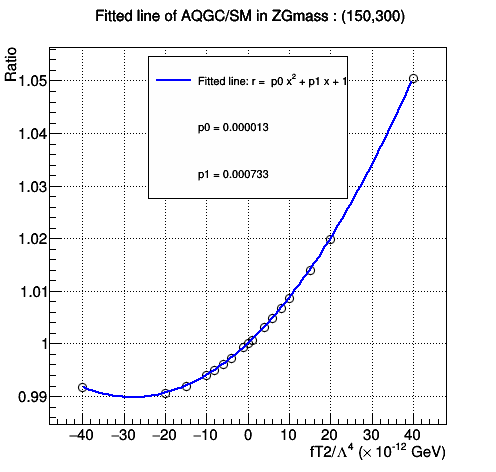 Fitted line of AQGC/SM in ZGmass : (150,300)
Ratio
Fitted line: r = p0 x² + p1 x + 1
p0 = 0.000013
p1 = 0.000733
1.05
1.04
1.03
1.02
1.01
1
0.99
−40 −30 −20 −10 0 10 20 30 40
fT2/Λ⁴ (× 10⁻¹² GeV)